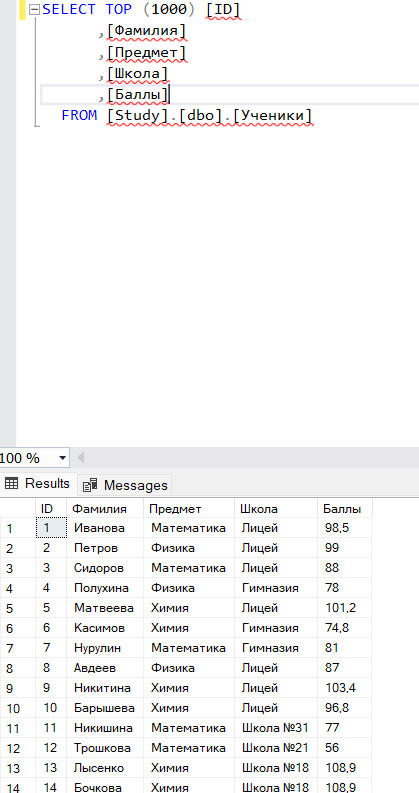 SELECT TOP (1000) [ID]
,[Фамилия]
,[Предмет]
,[Школа]
,[Баллы]
FROM [Study].[dbo].[Ученики]
100 %
Results Messages
ID Фамилия Предмет Школа Баллы
1 1 Иванова Математика Лицей 98,5
2 2 Петров Физика Лицей 99
3 3 Сидоров Математика Лицей 88
4 4 Полухина Физика Гимназия 78
5 5 Матвеева Химия Лицей 101,2
6 6 Касимов Химия Гимназия 74,8
7 7 Нурулин Математика Гимназия 81
8 8 Авдеев Физика Лицей 87
9 9 Никитина Химия Лицей 103,4
10 10 Барышева Химия Лицей 96,8
11 11 Никишина Математика Школа №31 77
12 12 Трошкова Математика Школа №21 56
13 13 Лысенко Химия Школа №18 108,9
14 14 Бочкова Химия Школа №18 108,9